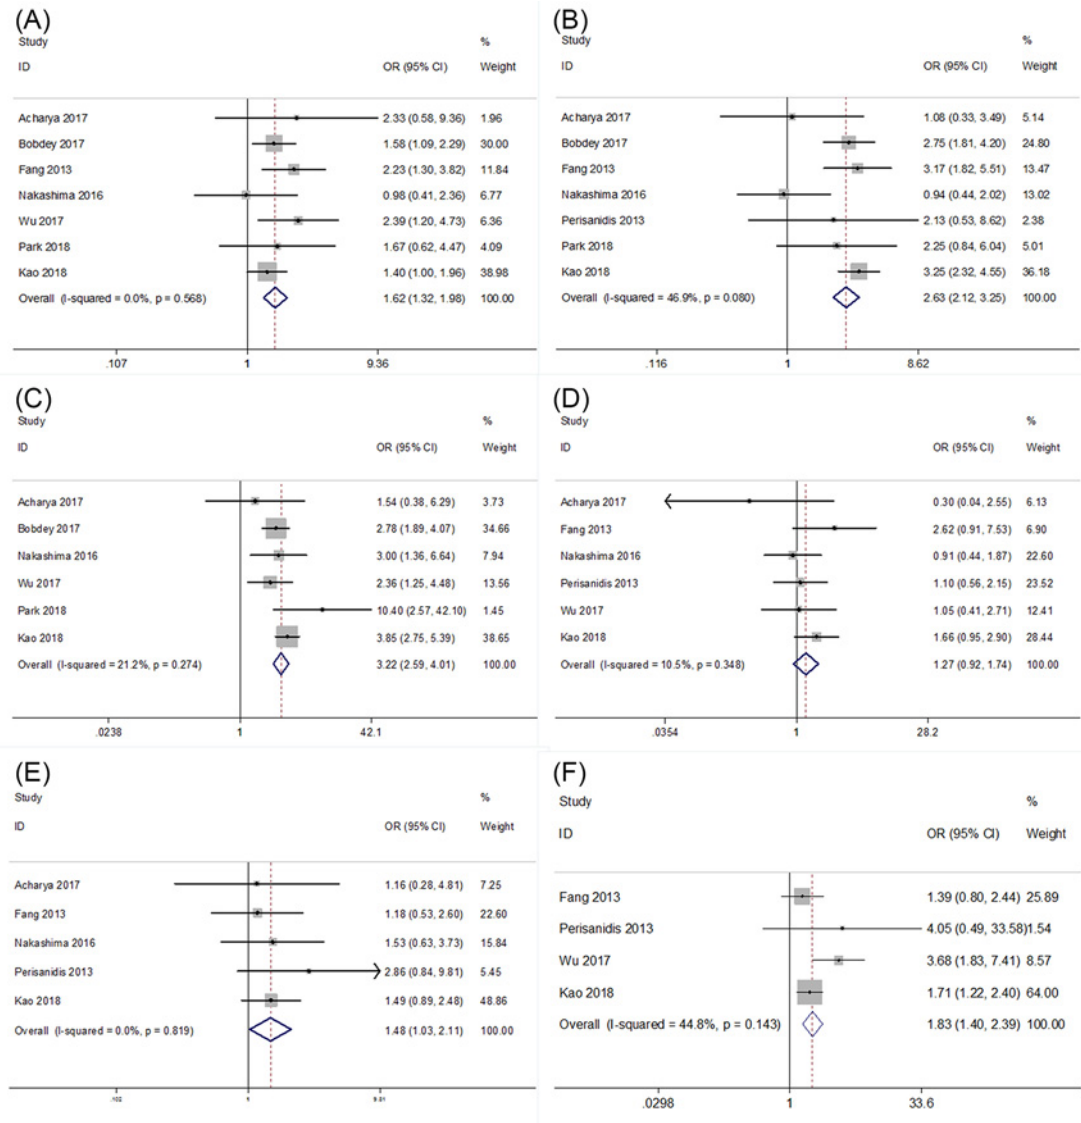 (A)
Study %
ID OR (95% CI) Weight
Acharya 2017 2.33 (0.58, 9.36) 1.96
Bobdey 2017 1.58 (1.09, 2.29) 30.00
Fang 2013 2.23 (1.30, 3.82) 11.84
Nakashima 2016 0.98 (0.41, 2.36) 6.77
Wu 2017 2.39 (1.20, 4.73) 6.36
Park 2018 1.67 (0.62, 4.47) 4.09
Kao 2018 1.40 (1.00, 1.96) 38.98
Overall (I-squared = 0.0%, p = 0.568) 1.62 (1.32, 1.98) 100.00
.107 1 9.36
(B)
Study %
ID OR (95% CI) Weight
Acharya 2017 1.08 (0.33, 3.49) 5.14
Bobdey 2017 2.75 (1.81, 4.20) 24.80
Fang 2013 3.17 (1.82, 5.51) 13.47
Nakashima 2016 0.94 (0.44, 2.02) 13.02
Perisanidis 2013 2.13 (0.53, 8.62) 2.38
Park 2018 2.25 (0.84, 6.04) 5.01
Kao 2018 3.25 (2.32, 4.55) 36.18
Overall (I-squared = 46.9%, p = 0.080) 2.63 (2.12, 3.25) 100.00
.116 1 8.62
(C)
Study %
ID OR (95% CI) Weight
Acharya 2017 1.54 (0.38, 6.29) 3.73
Bobdey 2017 2.78 (1.89, 4.07) 34.66
Nakashima 2016 3.00 (1.36, 6.64) 7.94
Wu 2017 2.36 (1.25, 4.48) 13.56
Park 2018 10.40 (2.57, 42.10) 1.45
Kao 2018 3.85 (2.75, 5.39) 38.65
Overall (I-squared = 21.2%, p = 0.274) 3.22 (2.59, 4.01) 100.00
.0238 1 42.1
(D)
Study %
ID OR (95% CI) Weight
Acharya 2017 0.30 (0.04, 2.55) 6.13
Fang 2013 2.62 (0.91, 7.53) 6.90
Nakashima 2016 0.91 (0.44, 1.87) 22.60
Perisanidis 2013 1.10 (0.56, 2.15) 23.52
Wu 2017 1.05 (0.41, 2.71) 12.41
Kao 2018 1.66 (0.95, 2.90) 28.44
Overall (I-squared = 10.5%, p = 0.348) 1.27 (0.92, 1.74) 100.00
.0354 1 28.2
(E)
Study %
ID OR (95% CI) Weight
Acharya 2017 1.16 (0.28, 4.81) 7.25
Fang 2013 1.18 (0.53, 2.60) 22.60
Nakashima 2016 1.53 (0.63, 3.73) 15.84
Perisanidis 2013 2.86 (0.84, 9.81) 5.45
Kao 2018 1.49 (0.89, 2.48) 48.86
Overall (I-squared = 0.0%, p = 0.819) 1.48 (1.03, 2.11) 100.00
.102 1 9.81
(F)
Study %
ID OR (95% CI) Weight
Fang 2013 1.39 (0.80, 2.44) 25.89
Perisanidis 2013 4.05 (0.49, 33.58)1.54
Wu 2017 3.68 (1.83, 7.41) 8.57
Kao 2018 1.71 (1.22, 2.40) 64.00
Overall (I-squared = 44.8%, p = 0.143) 1.83 (1.40, 2.39) 100.00
.0298 1 33.6